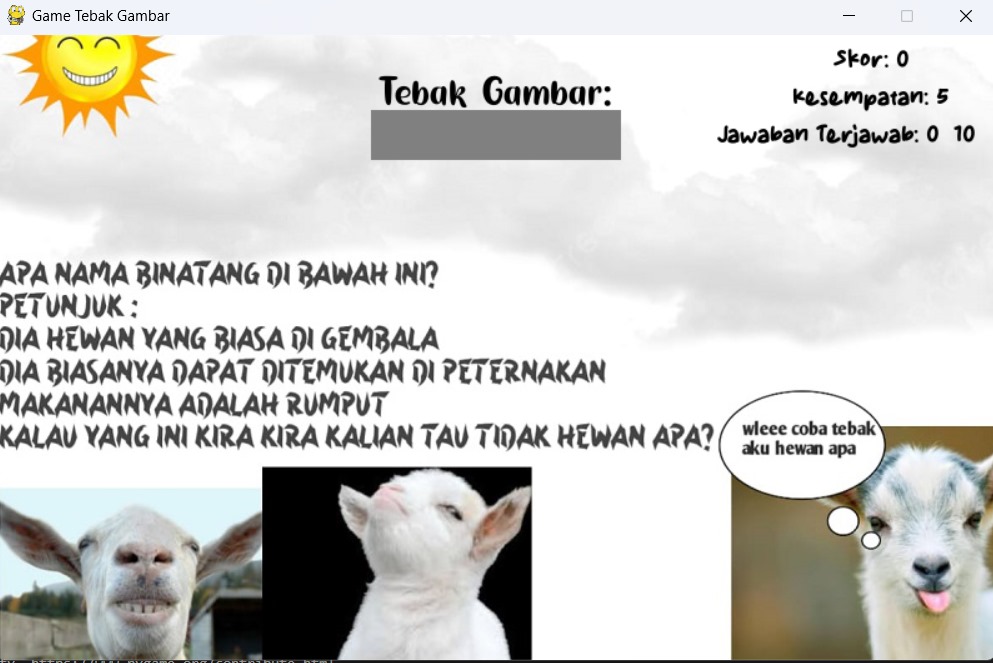 Game Tebak Gambar
Skor: 0
Tebak Gambar:
Kesempatan: 5
Jawaban Terjawab: 0 10
APA NAMA BINATANG DI BAWAH INI?
PETUNJUK :
DIA HEWAN YANG BIASA DI GEMBALA
DIA BIASANYA DAPAT DITEMUKAN DI PETERNAKAN
MAKANANNYA ADALAH RUMPUT
KALAU YANG INI KIRA KIRA KALIAN TAU TIDAK HEWAN APA?
wleee coba tebak
aku hewan apa